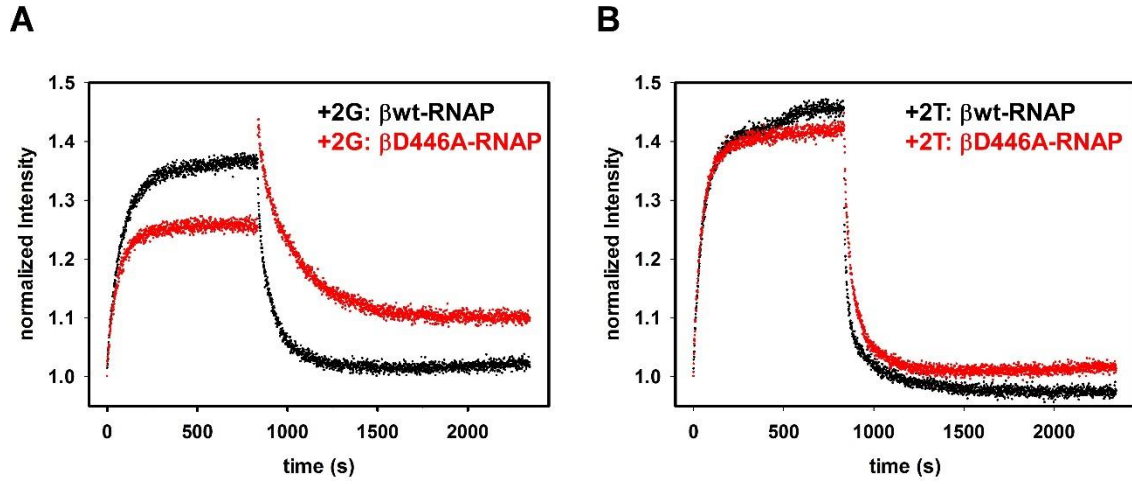 A
B
1.5
1.4
1.3
1.2
1.1
1.0
normalized Intensity
+2G: βwt-RNAP
+2G: βD446A-RNAP
0 500 1000 1500 2000
time (s)
1.5
1.4
1.3
1.2
1.1
1.0
normalized Intensity
+2T: βwt-RNAP
+2T: βD446A-RNAP
0 500 1000 1500 2000
time (s)